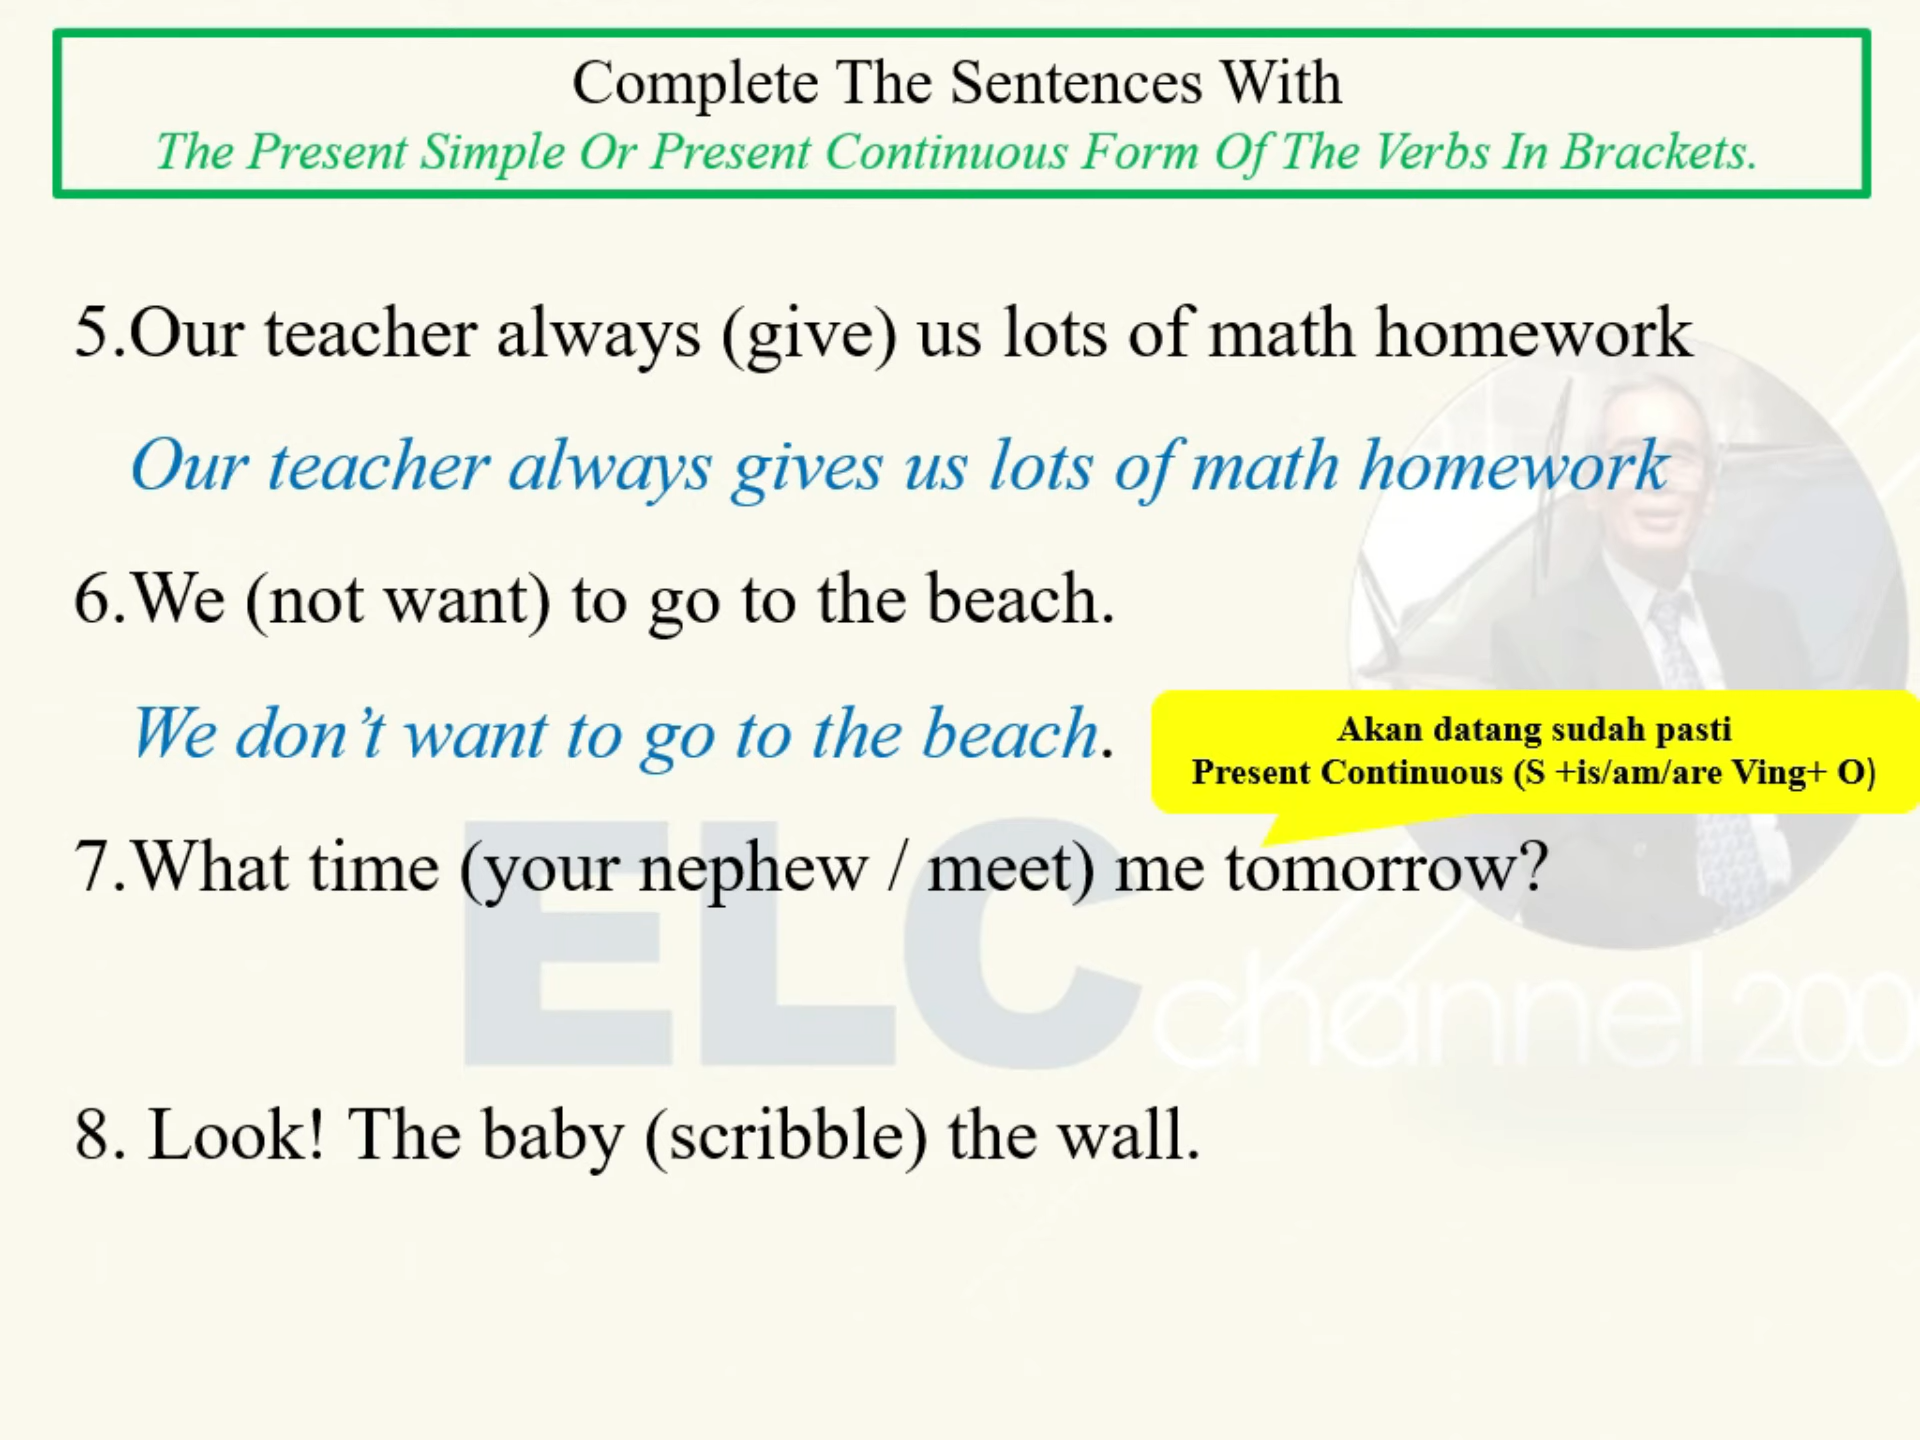 Complete The Sentences With
The Present Simple Or Present Continuous Form Of The Verbs In Brackets.
5.Our teacher always (give) us lots of math homework
Our teacher always gives us lots of math homework
6.We (not want) to go to the beach.
We don’t want to go to the beach.
Akan datang sudah pasti
Present Continuous (S +is/am/are Ving+ O)
7.What time (your nephew / meet) me tomorrow?
ELC channel 200
8. Look! The baby (scribble) the wall.